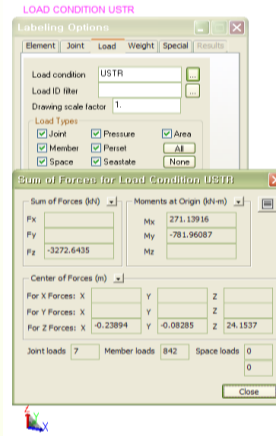 LOAD CONDITION USTR
Labeling Options
Element Joint Load Weight Special Results
Load condition USTR ...
Load ID filter ...
Drawing scale factor 1.
Load Types
Joint Pressure Area
Member Perset All
Space Seastate None
Sum of Forces for Load Condition USTR
Sum of Forces (kN) Moments at Origin (kN-m)
Fx Mx 271.13916
Fy My -781.96087
Fz -3272.6435 Mz
Center of Forces (m)
For X Forces: X Y Z
For Y Forces: X Y Z
For Z Forces: X -0.23894 Y -0.08285 Z 24.1537
Joint loads 7 Member loads 842 Space loads 0
0
Close